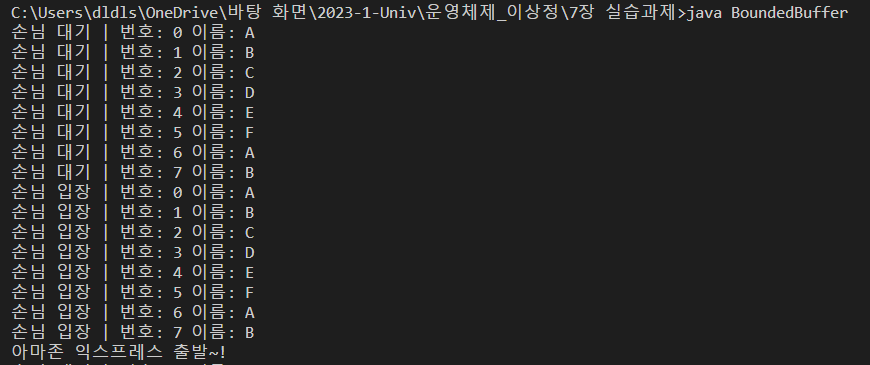 C:\Users\dldls\OneDrive\바탕 화면\2023-1-Univ\운영체제_이상정\7장 실습과제>java BoundedBuffer
손님 대기 | 번호: 0 이름: A
손님 대기 | 번호: 1 이름: B
손님 대기 | 번호: 2 이름: C
손님 대기 | 번호: 3 이름: D
손님 대기 | 번호: 4 이름: E
손님 대기 | 번호: 5 이름: F
손님 대기 | 번호: 6 이름: A
손님 대기 | 번호: 7 이름: B
손님 입장 | 번호: 0 이름: A
손님 입장 | 번호: 1 이름: B
손님 입장 | 번호: 2 이름: C
손님 입장 | 번호: 3 이름: D
손님 입장 | 번호: 4 이름: E
손님 입장 | 번호: 5 이름: F
손님 입장 | 번호: 6 이름: A
손님 입장 | 번호: 7 이름: B
아마존 익스프레스 출발~!